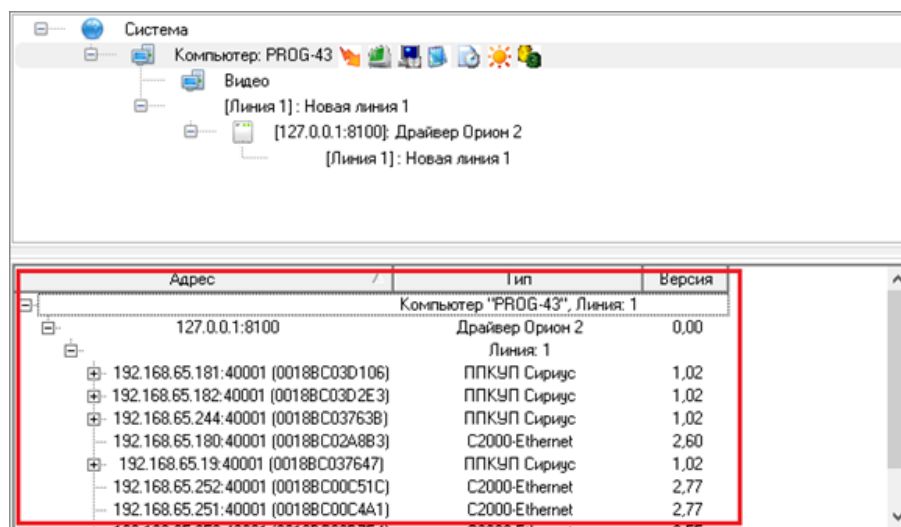 Система
Компьютер: PROG-43
Видео
[Линия 1] : Новая линия 1
[127.0.0.1:8100]: Драйвер Орион 2
[Линия 1] : Новая линия 1
Адрес Тип Версия
Компьютер "PROG-43", Линия: 1
127.0.0.1:8100 Драйвер Орион 2 0,00
Линия: 1
192.168.65.181:40001 (0018BC03D106) ППКУП Сириус 1,02
192.168.65.182:40001 (0018BC03D2E3) ППКУП Сириус 1,02
192.168.65.244:40001 (0018BC03763B) ППКУП Сириус 1,02
192.168.65.180:40001 (0018BC02A8B3) С2000-Ethernet 2,60
192.168.65.19:40001 (0018BC037647) ППКУП Сириус 1,02
192.168.65.252:40001 (0018BC00C51C) С2000-Ethernet 2,77
192.168.65.251:40001 (0018BC00C4A1) С2000-Ethernet 2,77